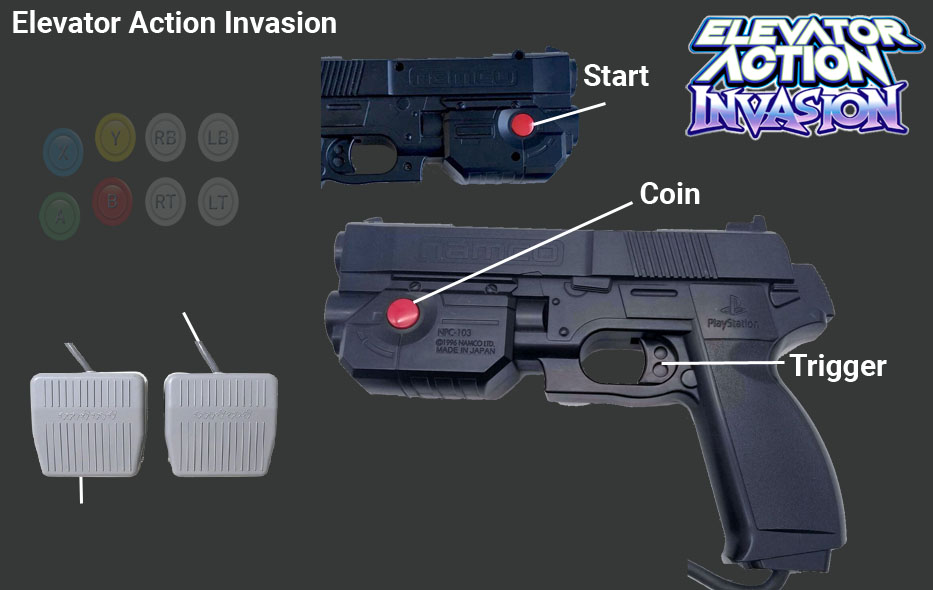 Elevator Action Invasion
ELEVATOR
ACTION
INVASION
namco
Start
X
Y
RB
LB
A
B
RT
LT
Coin
namco
NPC-103
©1996 NAMCO LTD.
MADE IN JAPAN
PlayStation
Trigger